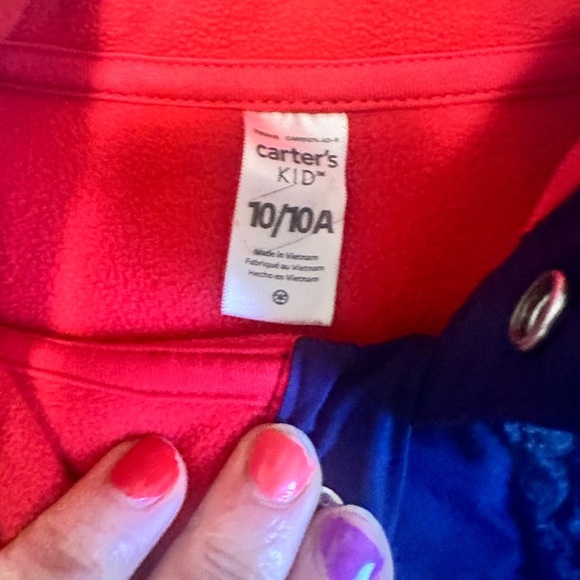 carter's
KID™
10/10A
Made in Vietnam
Fabriqué au Vietnam
Hecho en Vietnam